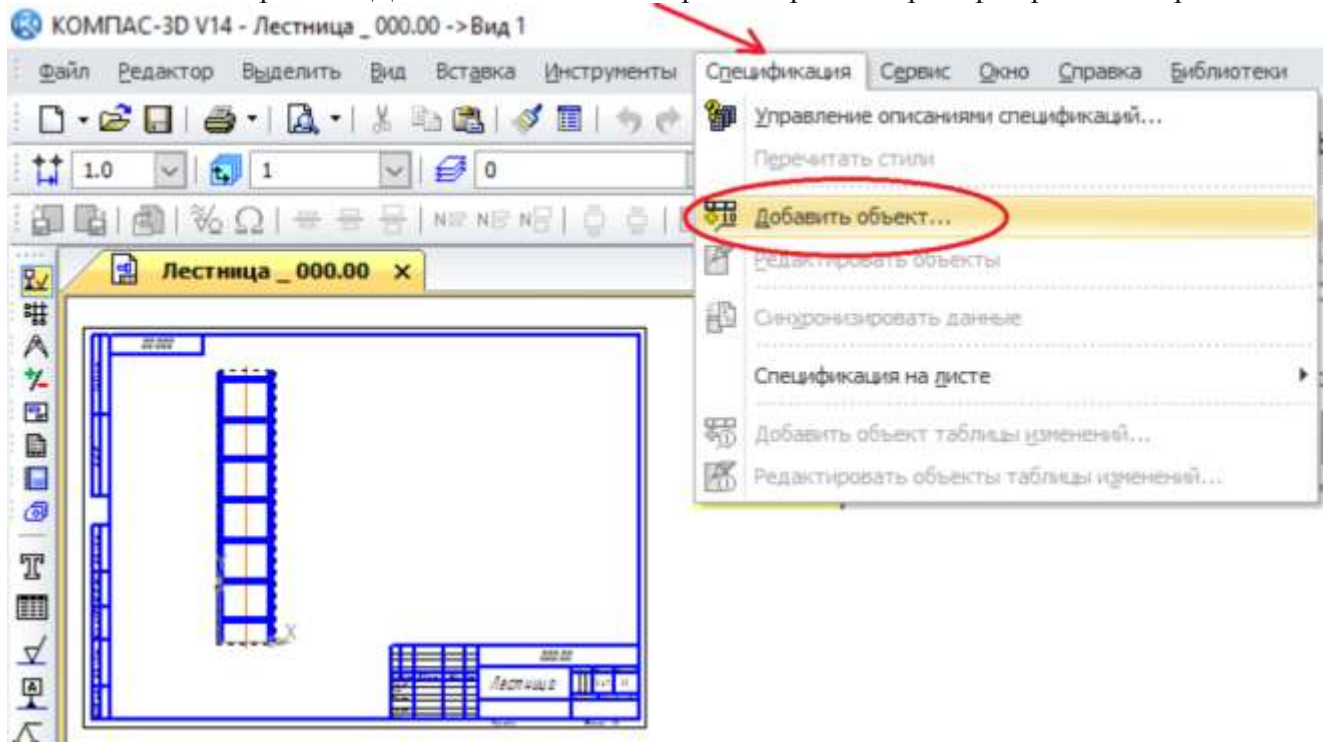 КОМПАС-3D V14 - Лестница _ 000.00 ->Вид 1
Файл Редактор Выделить Вид Вставка Инструменты Спецификация Сервис Окно Справка Библиотеки
Управление описаниями спецификаций...
Перечитать стили
1.0 1 0
Добавить объект...
Лестница _ 000.00 x
Редактировать объекты
Синхронизировать данные
Спецификация на листе
Добавить объект таблицы изменений...
Редактировать объекты таблицы изменений...
X
000.00
Лестница